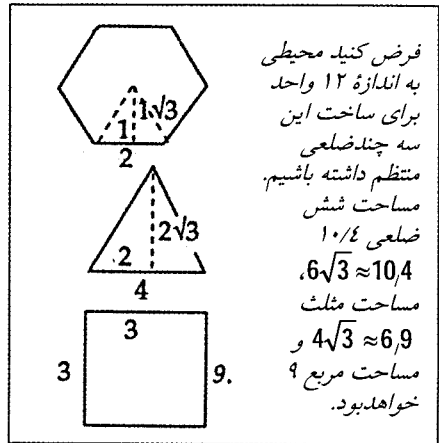 فرض کنید محیطی
به اندازهٔ ۱۲ واحد
برای ساخت این
سه چندضلعی
منتظم داشته باشیم.
مساحت شش
ضلعی ۱۰/۴
6√3 ≈10,4،
مساحت مثلث
4√3 ≈6,9 و
مساحت مربع ۹
خواهدبود.
1 1√3
2
2√3
2
4
3
3 9.